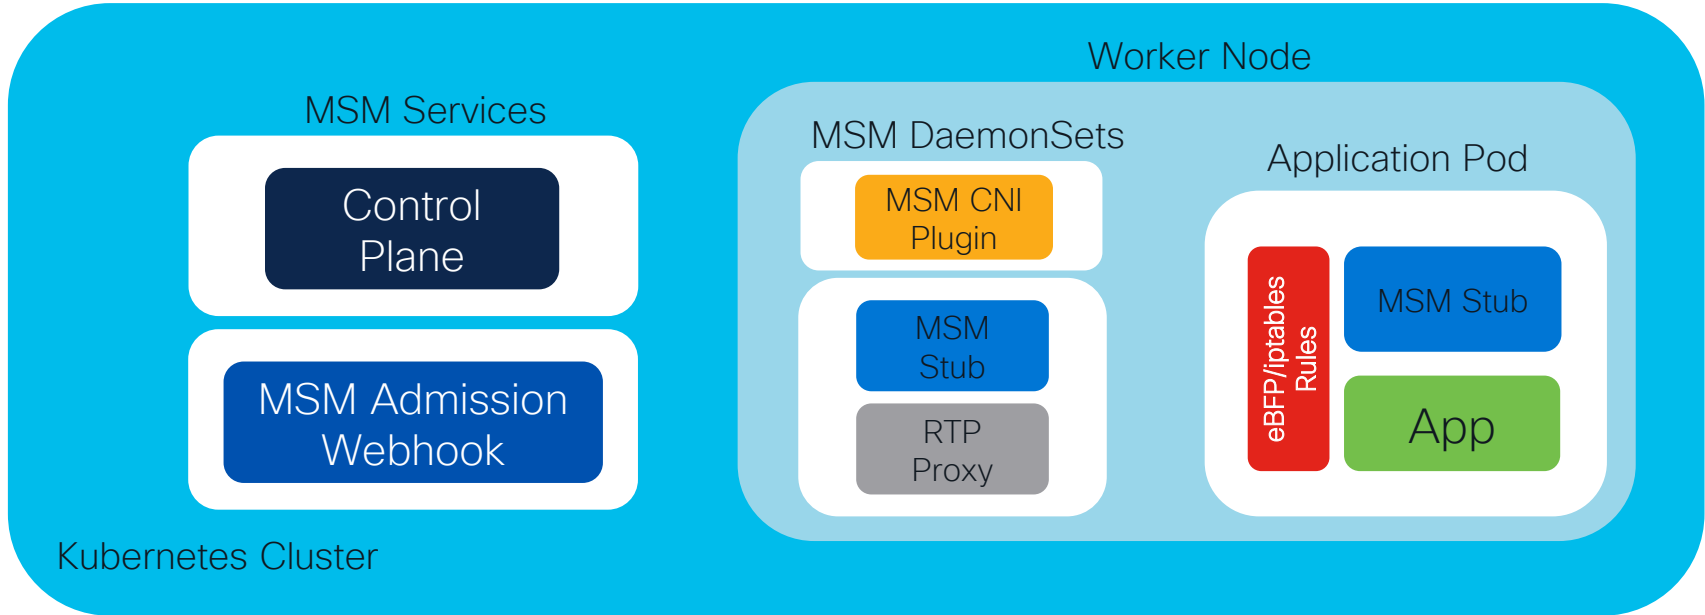 Worker Node
MSM Services
Control
Plane
MSM Admission
Webhook
MSM DaemonSets
MSM CNI
Plugin
MSM
Stub
RTP
Proxy
Application Pod
eBFP/iptables
Rules
MSM Stub
App
Kubernetes Cluster